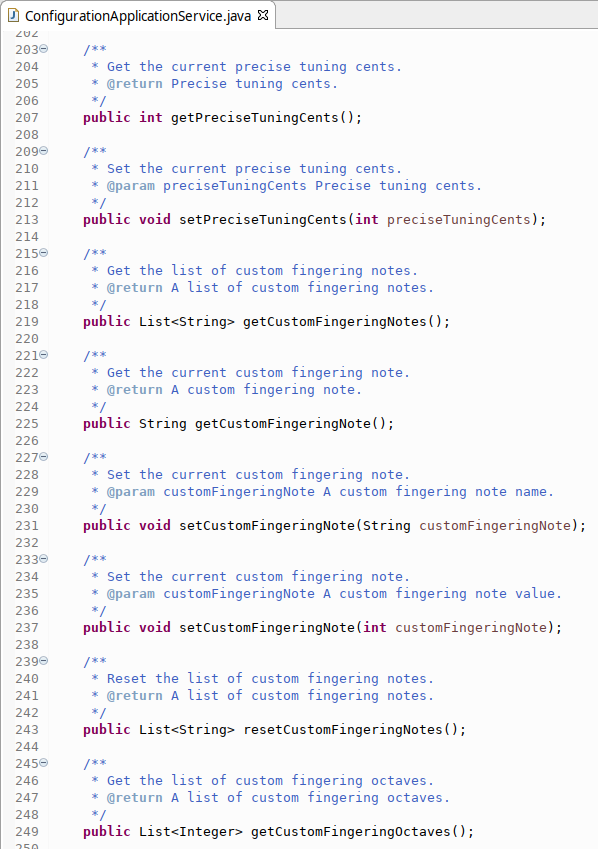 ConfigurationApplicationService.java
202
203 /**
204 * Get the current precise tuning cents.
205 * @return Precise tuning cents.
206 */
207 public int getPreciseTuningCents();
208
209 /**
210 * Set the current precise tuning cents.
211 * @param preciseTuningCents Precise tuning cents.
212 */
213 public void setPreciseTuningCents(int preciseTuningCents);
214
215 /**
216 * Get the list of custom fingering notes.
217 * @return A list of custom fingering notes.
218 */
219 public List<String> getCustomFingeringNotes();
220
221 /**
222 * Get the current custom fingering note.
223 * @return A custom fingering note.
224 */
225 public String getCustomFingeringNote();
226
227 /**
228 * Set the current custom fingering note.
229 * @param customFingeringNote A custom fingering note name.
230 */
231 public void setCustomFingeringNote(String customFingeringNote);
232
233 /**
234 * Set the current custom fingering note.
235 * @param customFingeringNote A custom fingering note value.
236 */
237 public void setCustomFingeringNote(int customFingeringNote);
238
239 /**
240 * Reset the list of custom fingering notes.
241 * @return A list of custom fingering notes.
242 */
243 public List<String> resetCustomFingeringNotes();
244
245 /**
246 * Get the list of custom fingering octaves.
247 * @return A list of custom fingering octaves.
248 */
249 public List<Integer> getCustomFingeringOctaves();
250